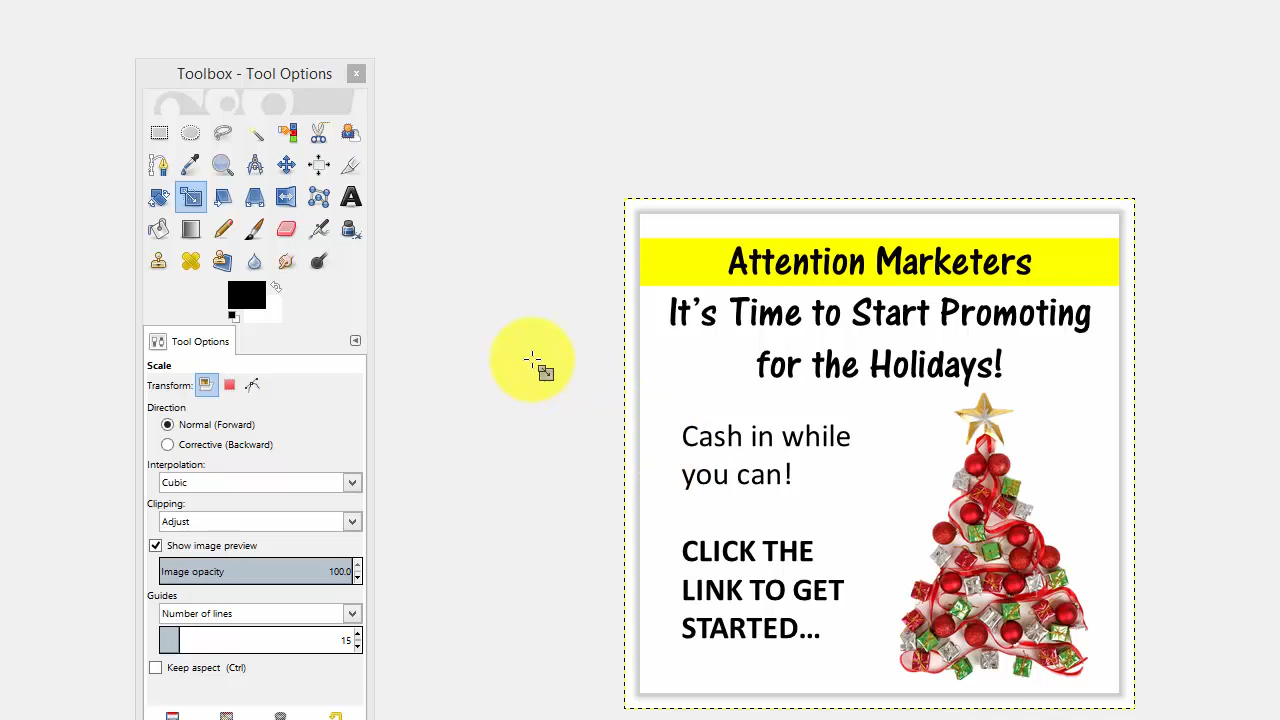 Toolbox - Tool Options
Tool Options
Scale
Transform:
Direction
Normal (Forward)
Corrective (Backward)
Interpolation:
Cubic
Clipping:
Adjust
Show image preview
Image opacity 100.0
Guides
Number of lines
15
Keep aspect (Ctrl)
Attention Marketers
It's Time to Start Promoting
for the Holidays!
Cash in while
you can!
CLICK THE
LINK TO GET
STARTED...